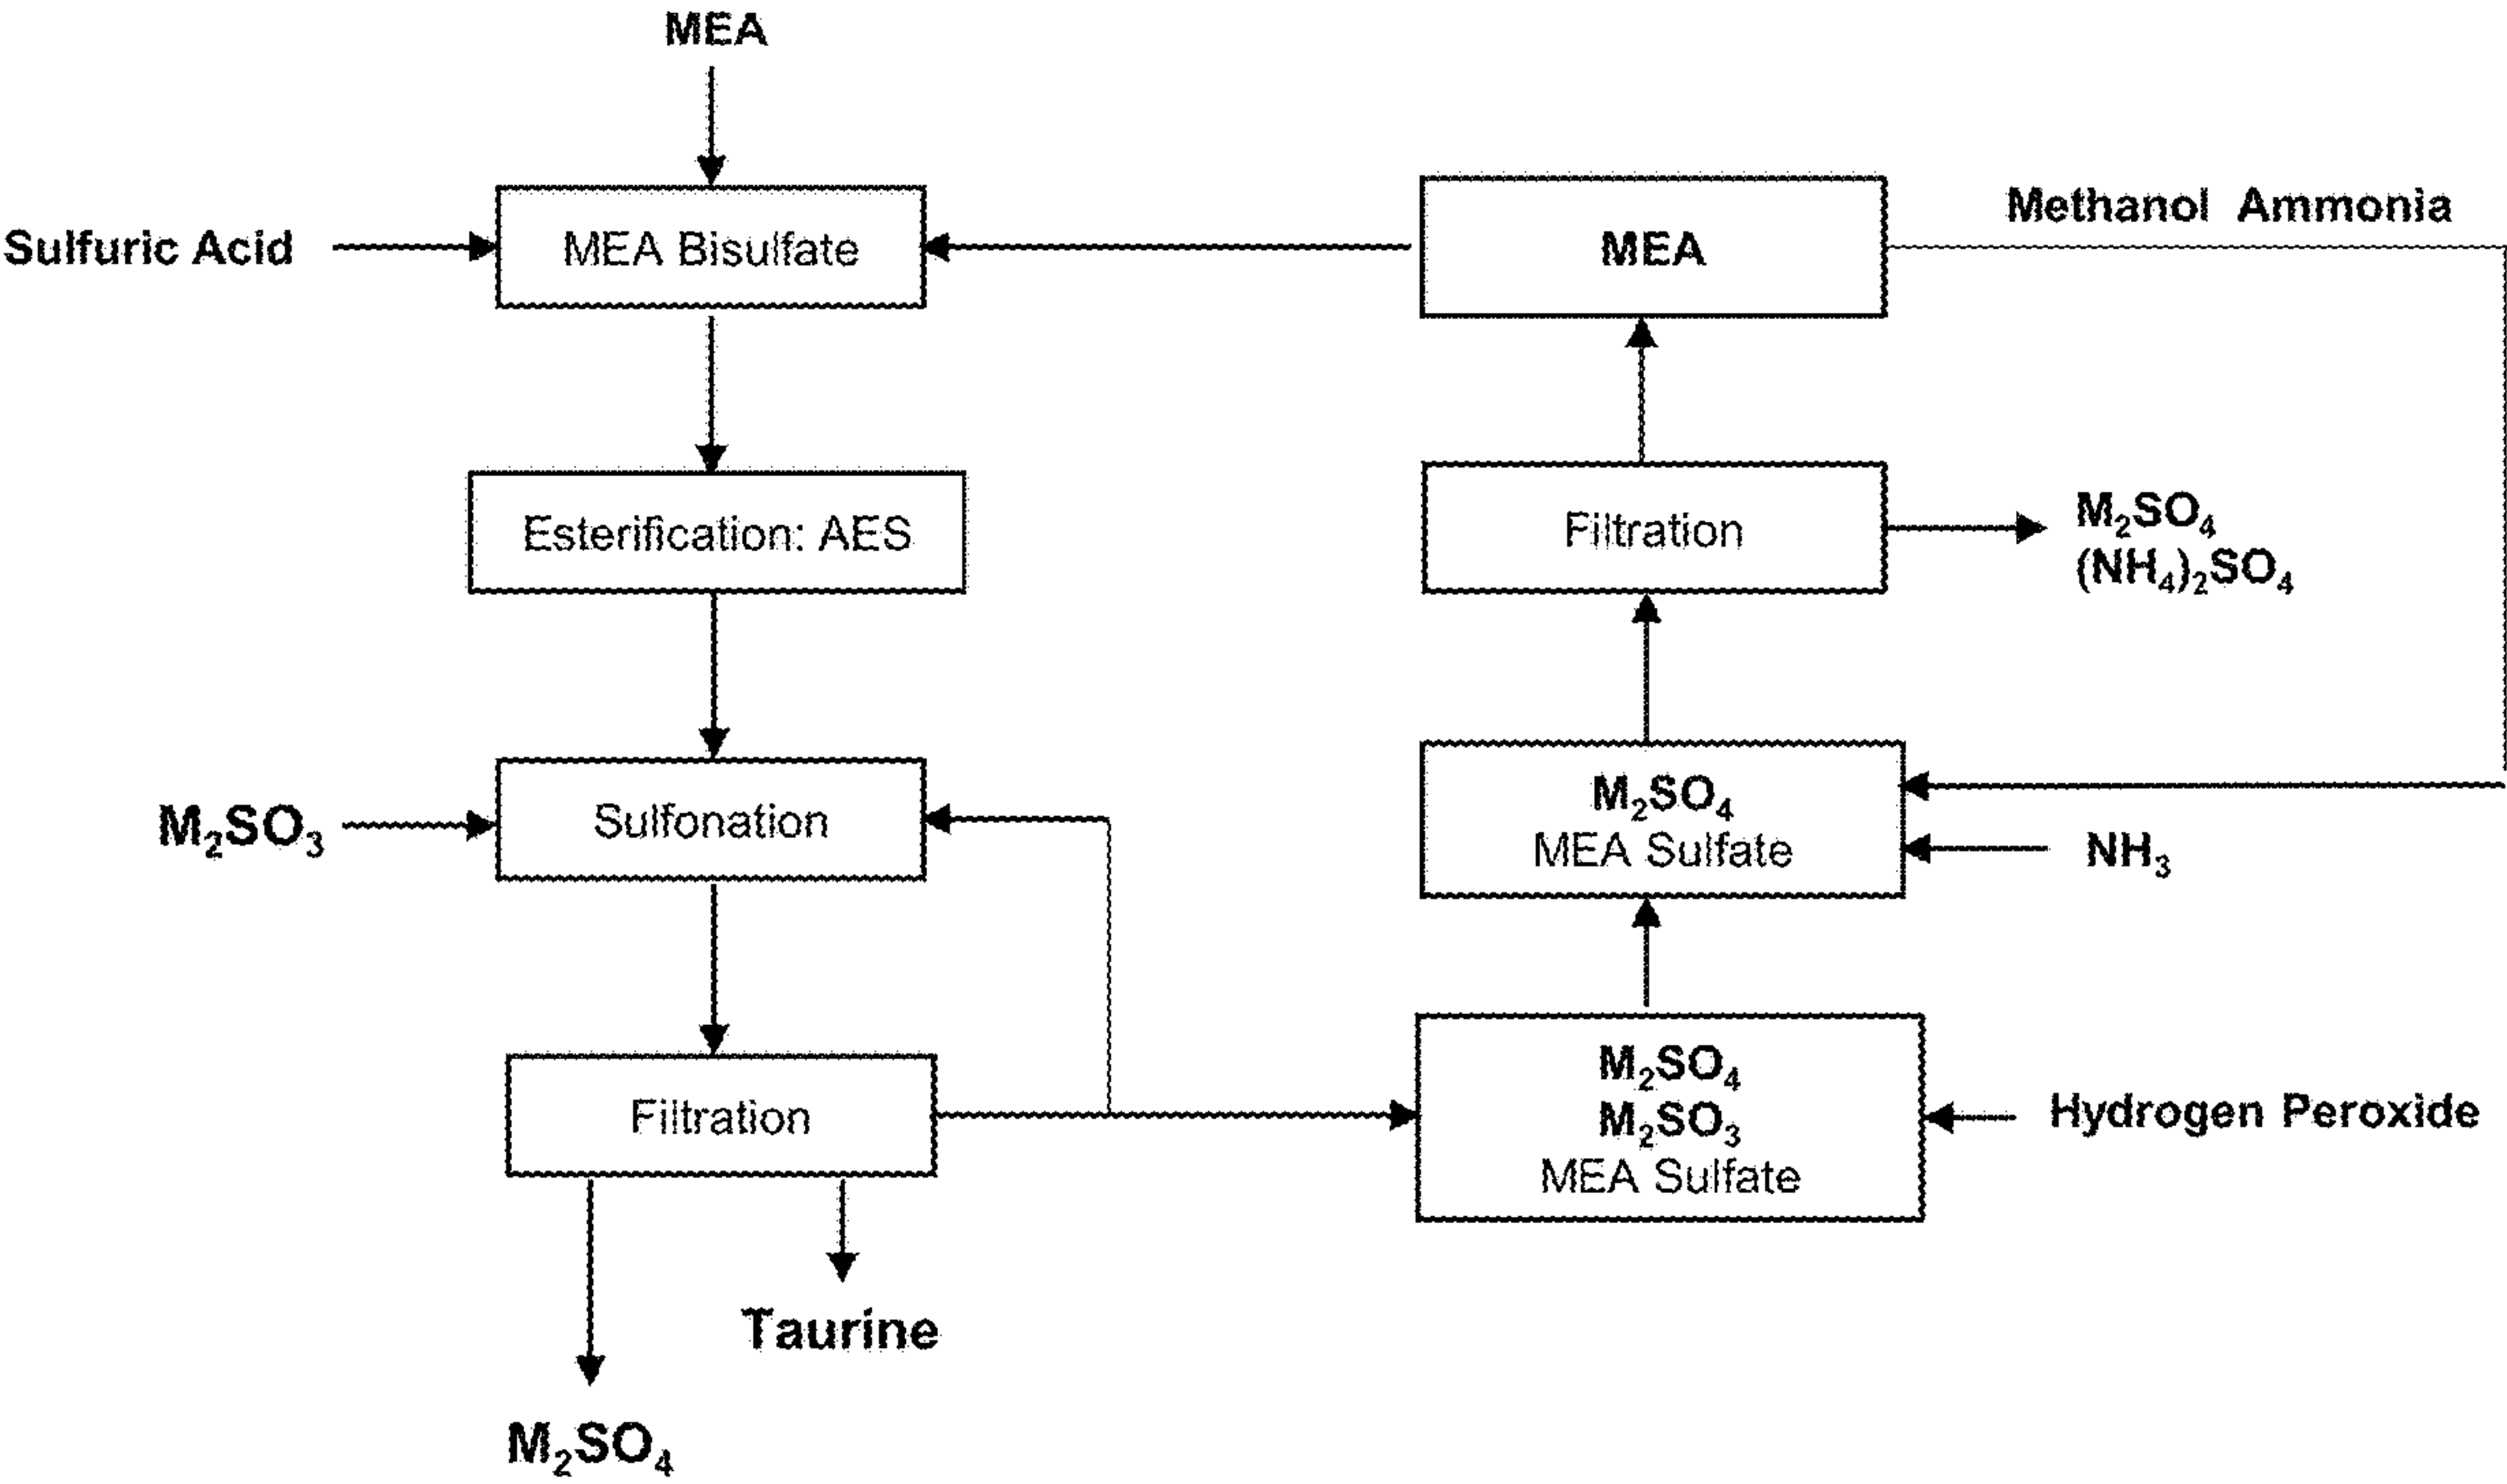 MEA
Sulfuric Acid
MEA Bisulfate
MEA
Methanol Ammonia
Esterification: AES
Filtration
M₂SO₄
(NH₄)₂SO₄
M₂SO₃
Sulfonation
M₂SO₄
MEA Sulfate
NH₃
Filtration
M₂SO₄
M₂SO₃
MEA Sulfate
Hydrogen Peroxide
Taurine
M₂SO₄